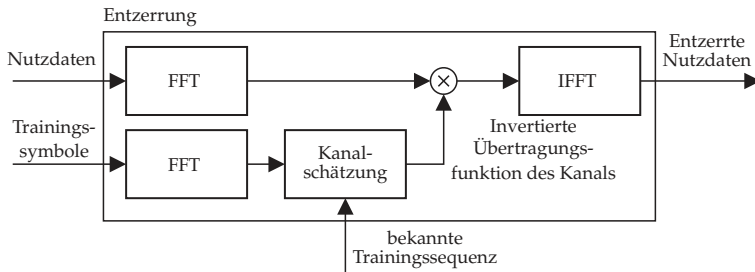 Entzerrung
Nutzdaten
FFT
IFFT
Entzerrte
Nutzdaten
Trainings-
symbole
FFT
Kanal-
schätzung
Invertierte
Übertragungs-
funktion des Kanals
bekannte
Trainingssequenz